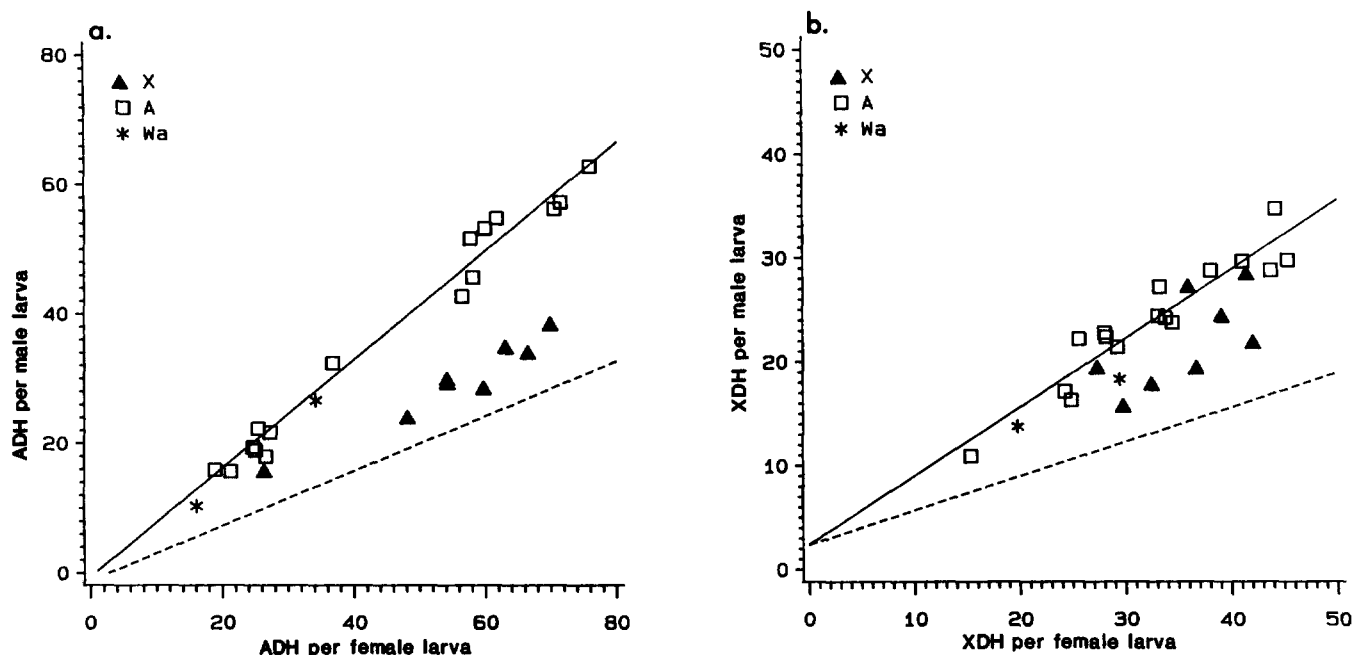 a.
80
60
40
20
0
X
A
Wa
0 20 40 60 80
ADH per female larva
ADH per male larva
b.
50
40
30
20
10
0
X
A
Wa
0 10 20 30 40 50
XDH per female larva
XDH per male larva